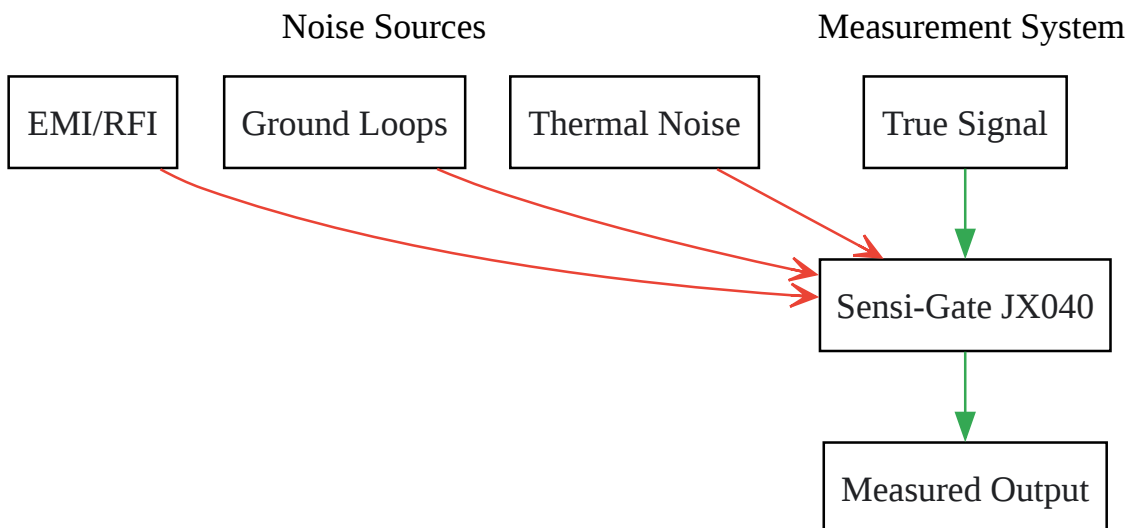 Noise Sources
Measurement System
EMI/RFI
Ground Loops
Thermal Noise
True Signal
Sensi-Gate JX040
Measured Output